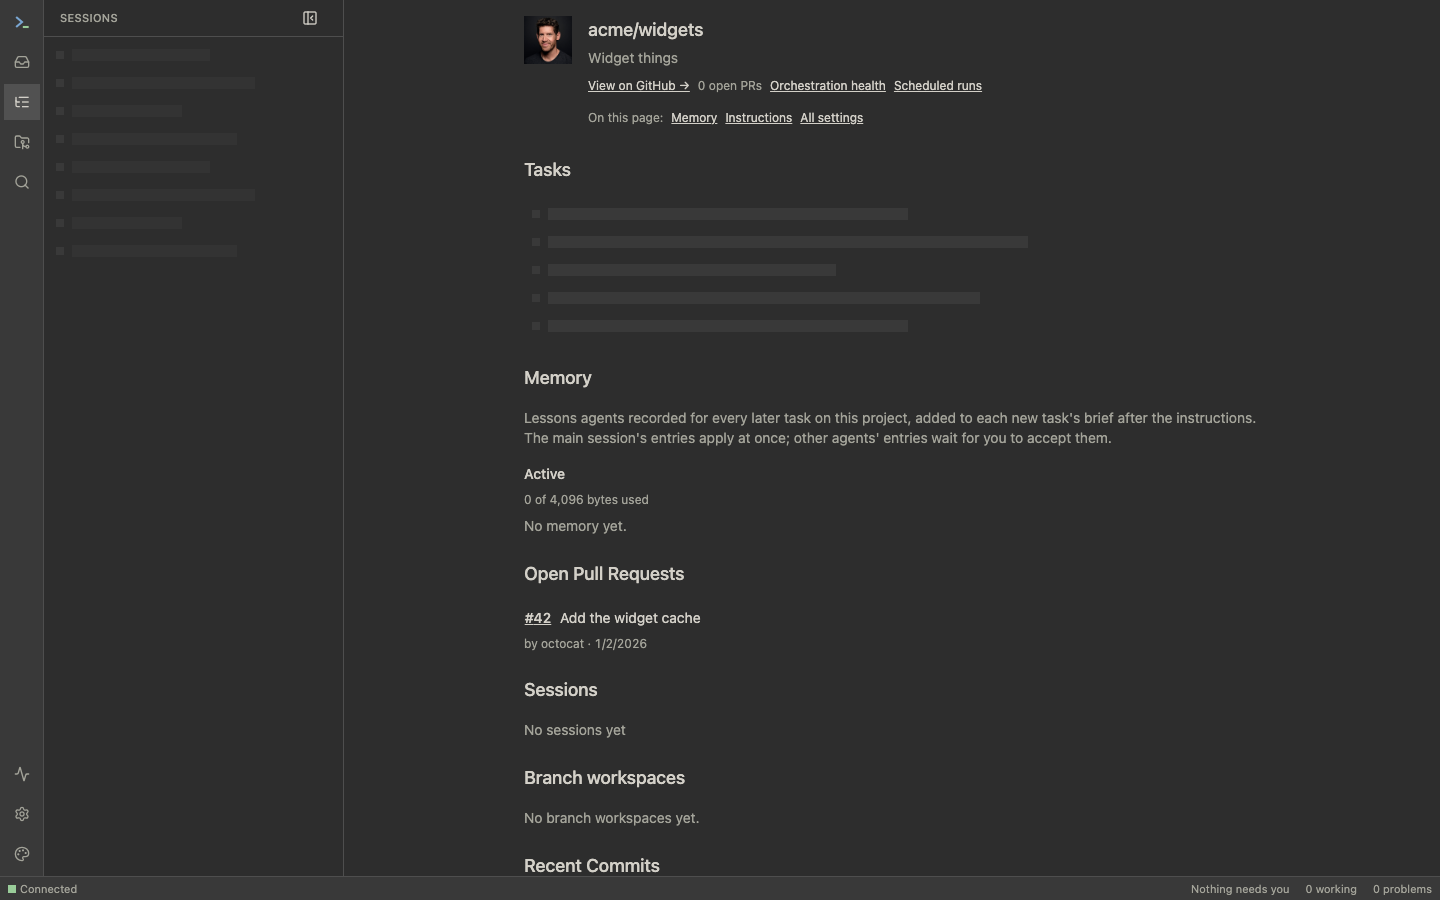 SESSIONS
acme/widgets
Widget things
View on GitHub → 0 open PRs Orchestration health Scheduled runs
On this page: Memory Instructions All settings
Tasks
Memory
Lessons agents recorded for every later task on this project, added to each new task's brief after the instructions.
The main session's entries apply at once; other agents' entries wait for you to accept them.
Active
0 of 4,096 bytes used
No memory yet.
Open Pull Requests
#42 Add the widget cache
by octocat · 1/2/2026
Sessions
No sessions yet
Branch workspaces
No branch workspaces yet.
Recent Commits
Connected
Nothing needs you 0 working 0 problems